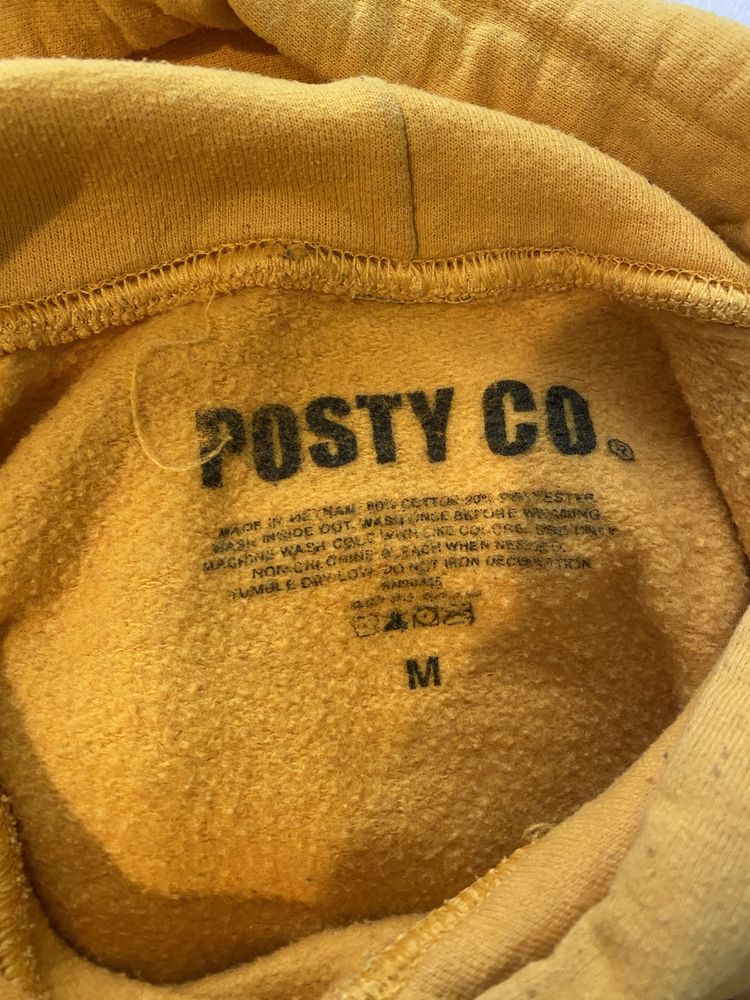 POSTY CO.®
MADE IN VIETNAM 80% COTTON 20% POLYESTER
WASH INSIDE OUT. WASH ONCE BEFORE WEARING
MACHINE WASH COLD WITH LIKE COLORS. USE ONLY
NON-CHLORINE BLEACH WHEN NEEDED.
TUMBLE DRY LOW. DO NOT IRON DECORATION
M